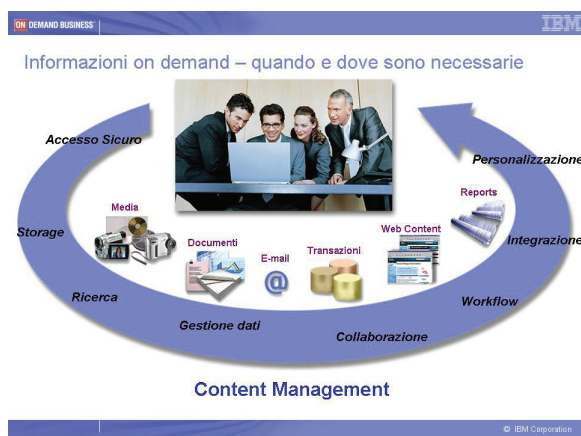 ON DEMAND BUSINESS™
IBM
Informazioni on demand – quando e dove sono necessarie
Accesso Sicuro
Personalizzazione
Reports
Media
Storage
Documenti
E-mail
@
Transazioni
Web Content
Integrazione
Ricerca
Workflow
Gestione dati
Collaborazione
Content Management
© IBM Corporation